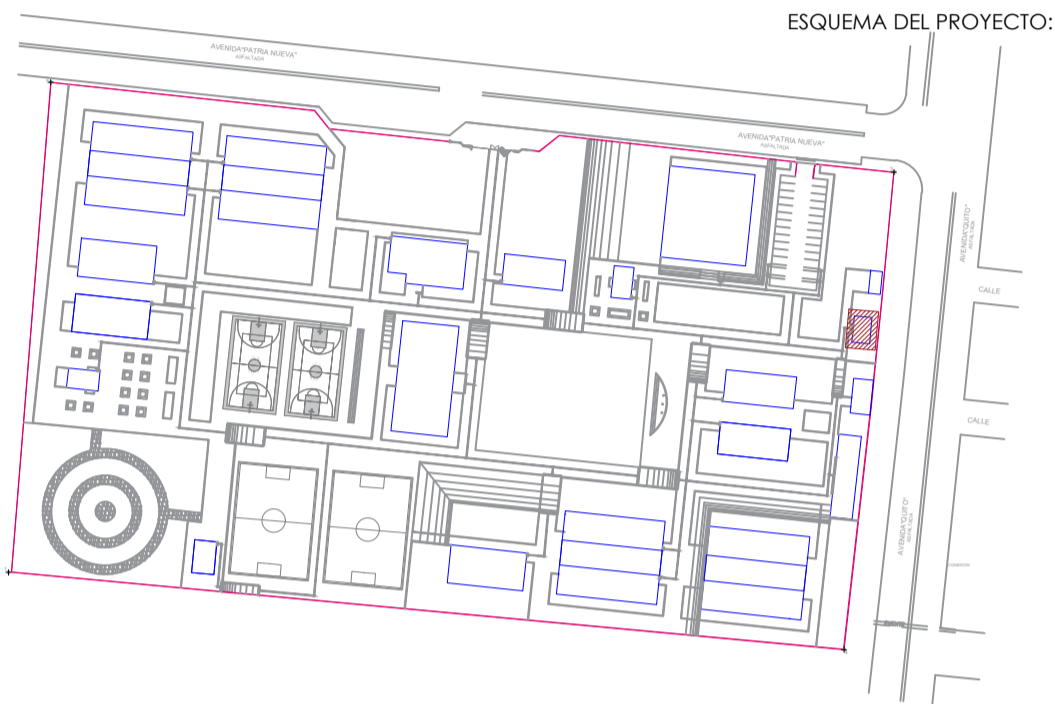 ESQUEMA DEL PROYECTO:
AVENIDA"PATRIA NUEVA"
ASFALTADA
AVENIDA"PATRIA NUEVA"
ASFALTADA
AVENIDA"QUITO"
ASFALTADA
CALLE
CALLE
AVENIDA"QUITO"
ASFALTADA